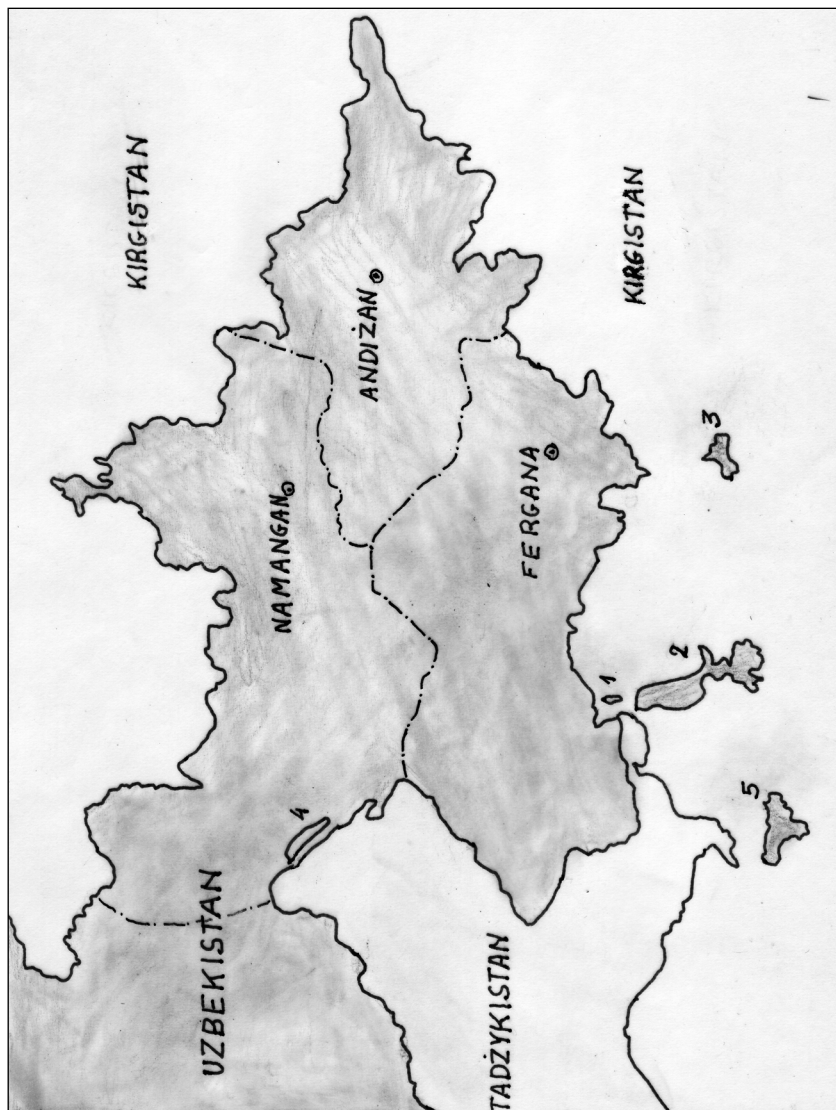 KIRGISTAN
UZBEKISTAN
NAMANGAN
4
ANDIŻAN
TADŻYKISTAN
FERGANA
1
KIRGISTAN
2
3
5